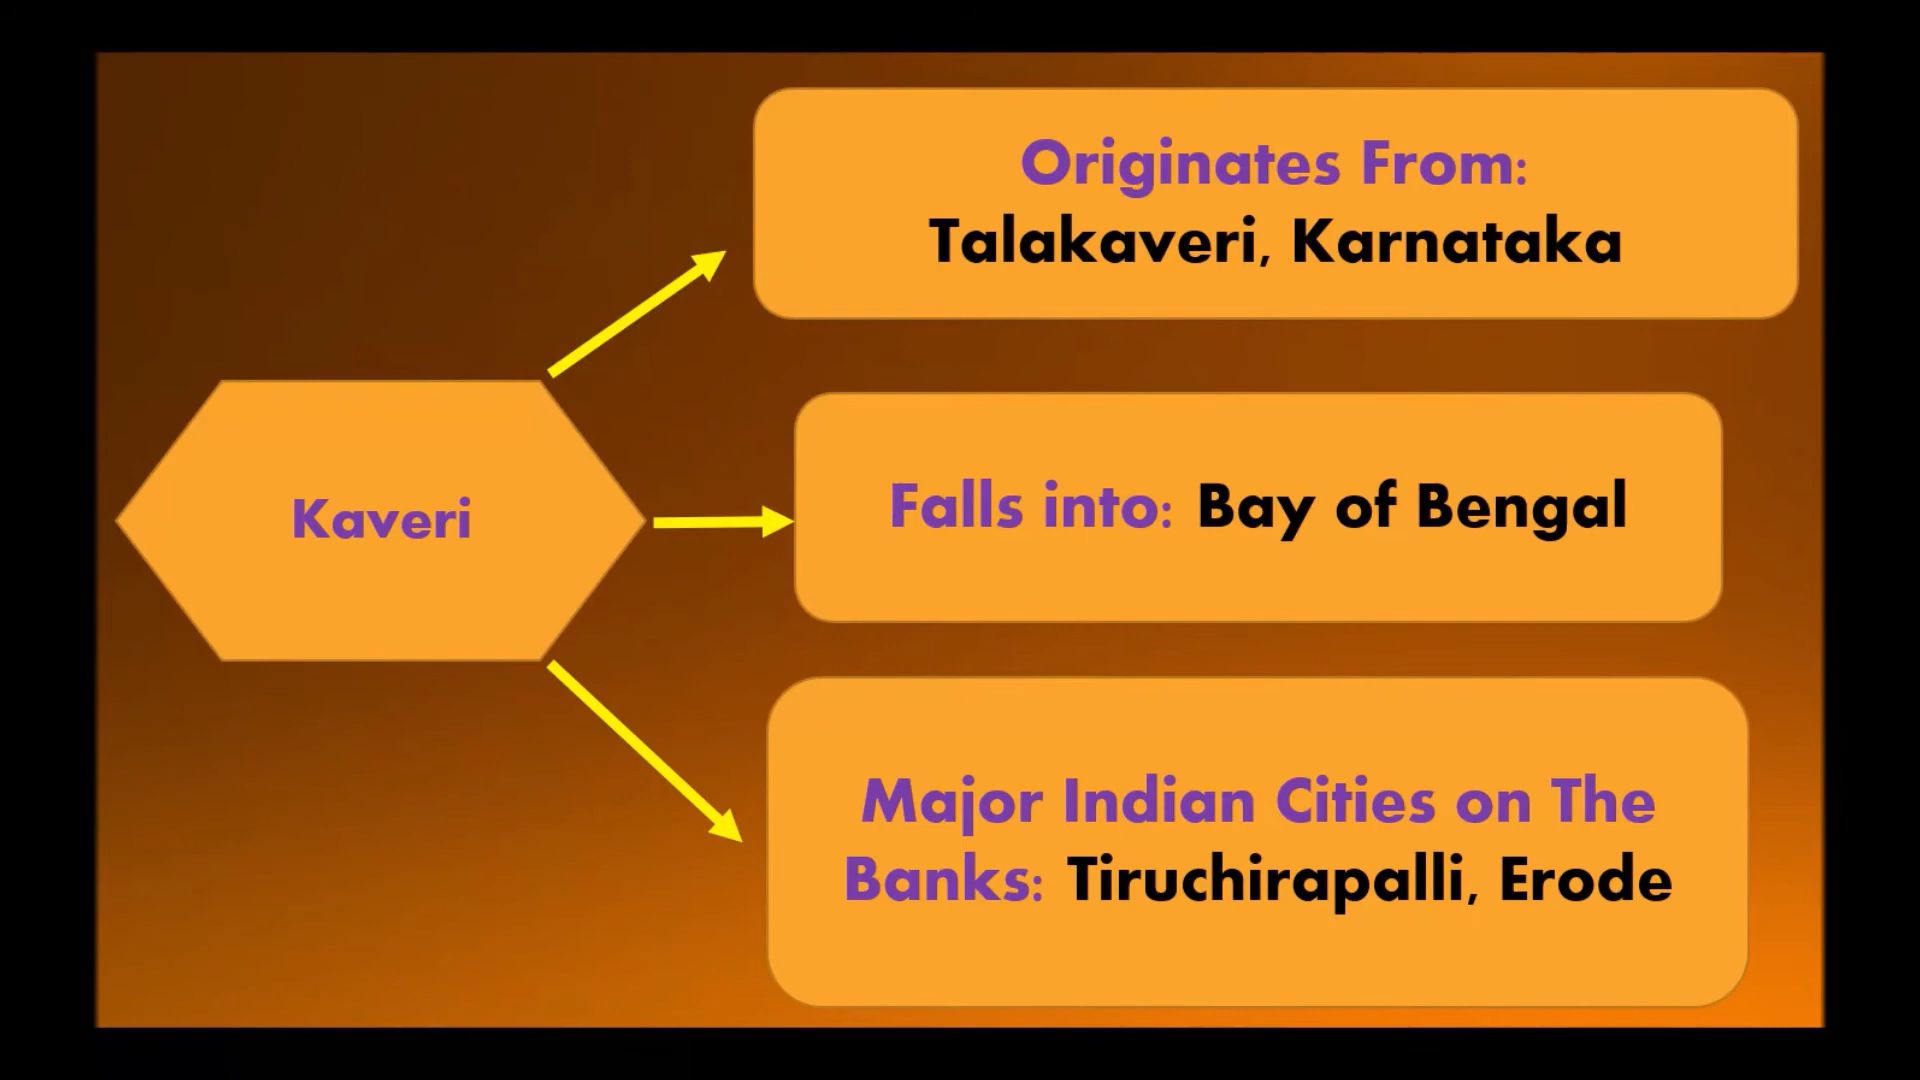 Originates From:
Talakaveri, Karnataka
Kaveri
Falls into: Bay of Bengal
Major Indian Cities on The
Banks: Tiruchirapalli, Erode